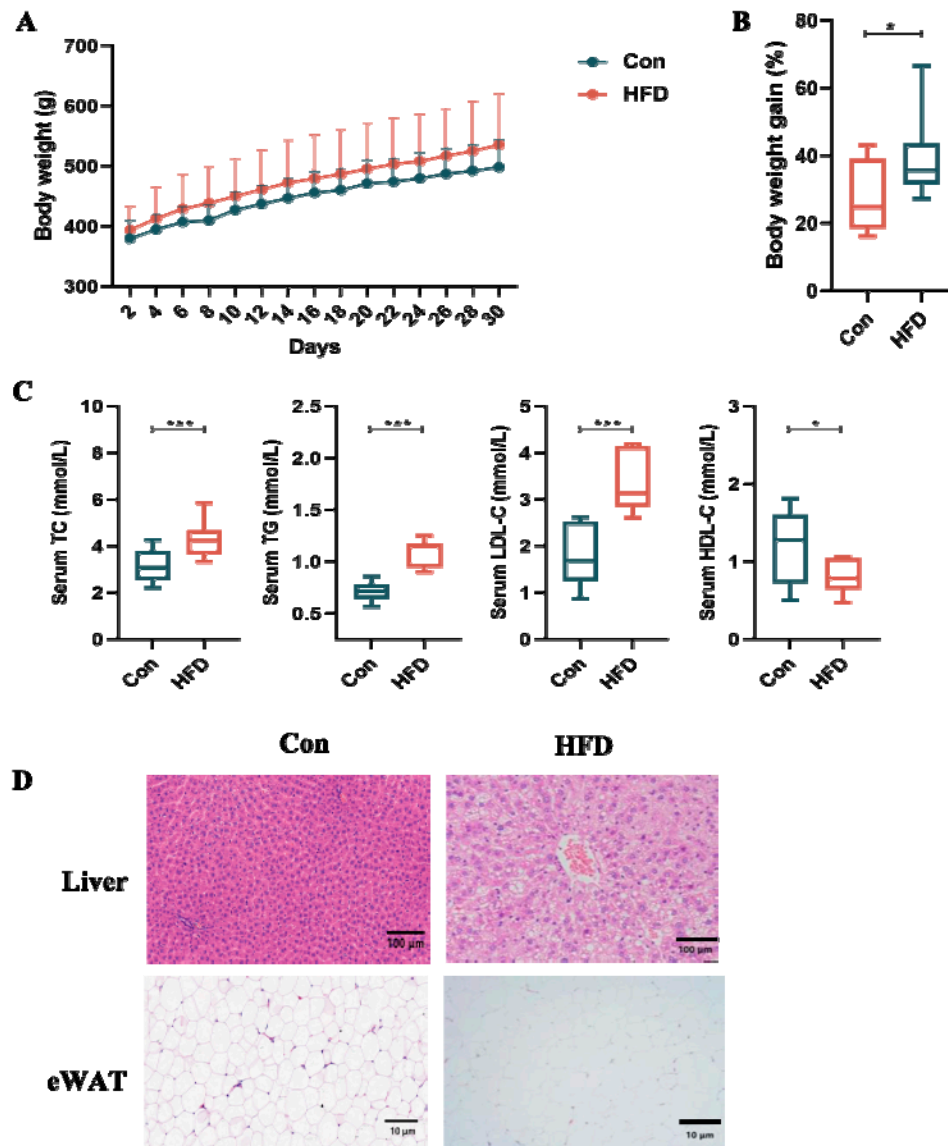 A
Body weight (g)
700
600
500
400
300
2 4 6 8 10 12 14 16 18 20 22 24 26 28 30
Days
Con
HFD
B
Body weight gain (%)
80
60
40
20
0
*
Con HFD
C
Serum TC (mmol/L)
10
8
6
4
2
0
***
Con HFD
Serum TG (mmol/L)
2.5
2.0
1.5
1.0
0.5
***
Con HFD
Serum LDL-C (mmol/L)
5
4
3
2
1
0
***
Con HFD
Serum HDL-C (mmol/L)
3
2
1
0
*
Con HFD
Con HFD
D
Liver
100 µm
100 µm
eWAT
10 µm
10 µm